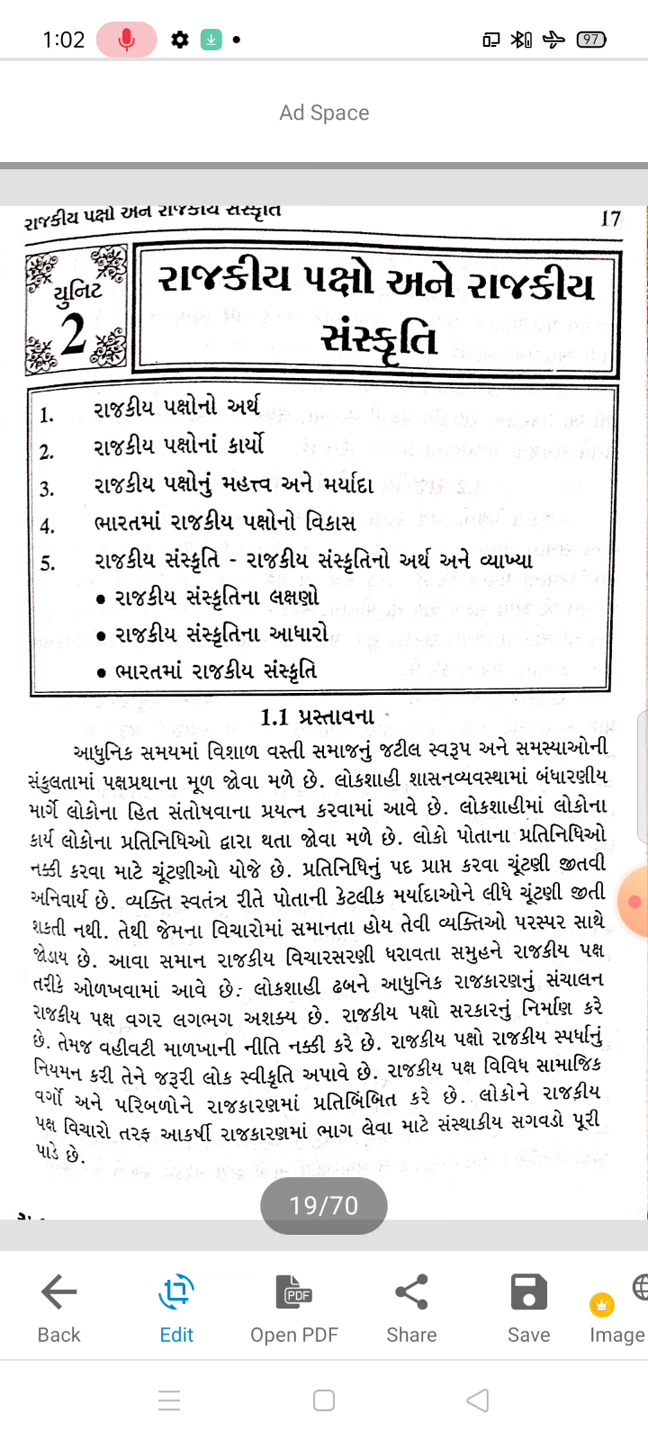 1:02
97
Ad Space
રાજકીય પક્ષો અને રાજકીય સંસ્કૃતિ 17
યુનિટ
2
રાજકીય પક્ષો અને રાજકીય
સંસ્કૃતિ
1. રાજકીય પક્ષોનો અર્થ
2. રાજકીય પક્ષોનાં કાર્યો
3. રાજકીય પક્ષોનું મહત્ત્વ અને મર્યાદા
4. ભારતમાં રાજકીય પક્ષોનો વિકાસ
5. રાજકીય સંસ્કૃતિ - રાજકીય સંસ્કૃતિનો અર્થ અને વ્યાખ્યા
• રાજકીય સંસ્કૃતિના લક્ષણો
• રાજકીય સંસ્કૃતિના આધારો
• ભારતમાં રાજકીય સંસ્કૃતિ
1.1 પ્રસ્તાવના
આધુનિક સમયમાં વિશાળ વસ્તી સમાજનું જટીલ સ્વરૂપ અને સમસ્યાઓની
સંકુલતામાં પક્ષપ્રથાના મૂળ જોવા મળે છે. લોકશાહી શાસનવ્યવસ્થામાં બંધારણીય
માર્ગે લોકોના હિત સંતોષવાના પ્રયત્ન કરવામાં આવે છે. લોકશાહીમાં લોકોના
કાર્ય લોકોના પ્રતિનિધિઓ દ્વારા થતા જોવા મળે છે. લોકો પોતાના પ્રતિનિધિઓ
નક્કી કરવા માટે ચૂંટણીઓ યોજે છે. પ્રતિનિધિનું પદ પ્રાપ્ત કરવા ચૂંટણી જીતવી
અનિવાર્ય છે. વ્યક્તિ સ્વતંત્ર રીતે પોતાની કેટલીક મર્યાદાઓને લીધે ચૂંટણી જીતી
શકતી નથી. તેથી જેમના વિચારોમાં સમાનતા હોય તેવી વ્યક્તિઓ પરસ્પર સાથે
જોડાય છે. આવા સમાન રાજકીય વિચારસરણી ધરાવતા સમુહને રાજકીય પક્ષ
તરીકે ઓળખવામાં આવે છે. લોકશાહી ઢબને આધુનિક રાજકારણનું સંચાલન
રાજકીય પક્ષ વગર લગભગ અશક્ય છે. રાજકીય પક્ષો સરકારનું નિર્માણ કરે
છે. તેમજ વહીવટી માળખાની નીતિ નક્કી કરે છે. રાજકીય પક્ષો રાજકીય સ્પર્ધાનું
નિયમન કરી તેને જરૂરી લોક સ્વીકૃતિ અપાવે છે. રાજકીય પક્ષ વિવિધ સામાજિક
વર્ગો અને પરિબળોને રાજકારણમાં પ્રતિબિંબિત કરે છે. લોકોને રાજકીય
પક્ષ વિચારો તરફ આકર્ષી રાજકારણમાં ભાગ લેવા માટે સંસ્થાકીય સગવડો પૂરી
પાડે છે.
19/70
PDF
Back Edit Open PDF Share Save Image